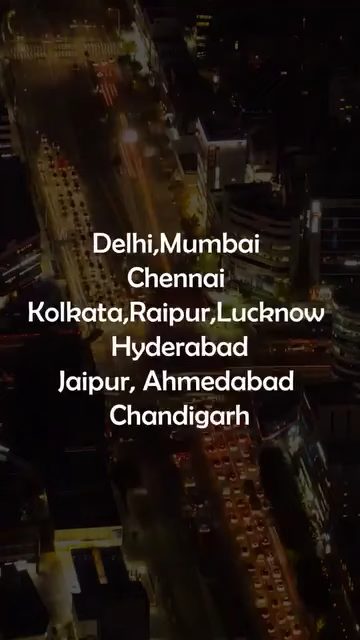 Delhi,Mumbai
Chennai
Kolkata,Raipur,Lucknow
Hyderabad
Jaipur, Ahmedabad
Chandigarh